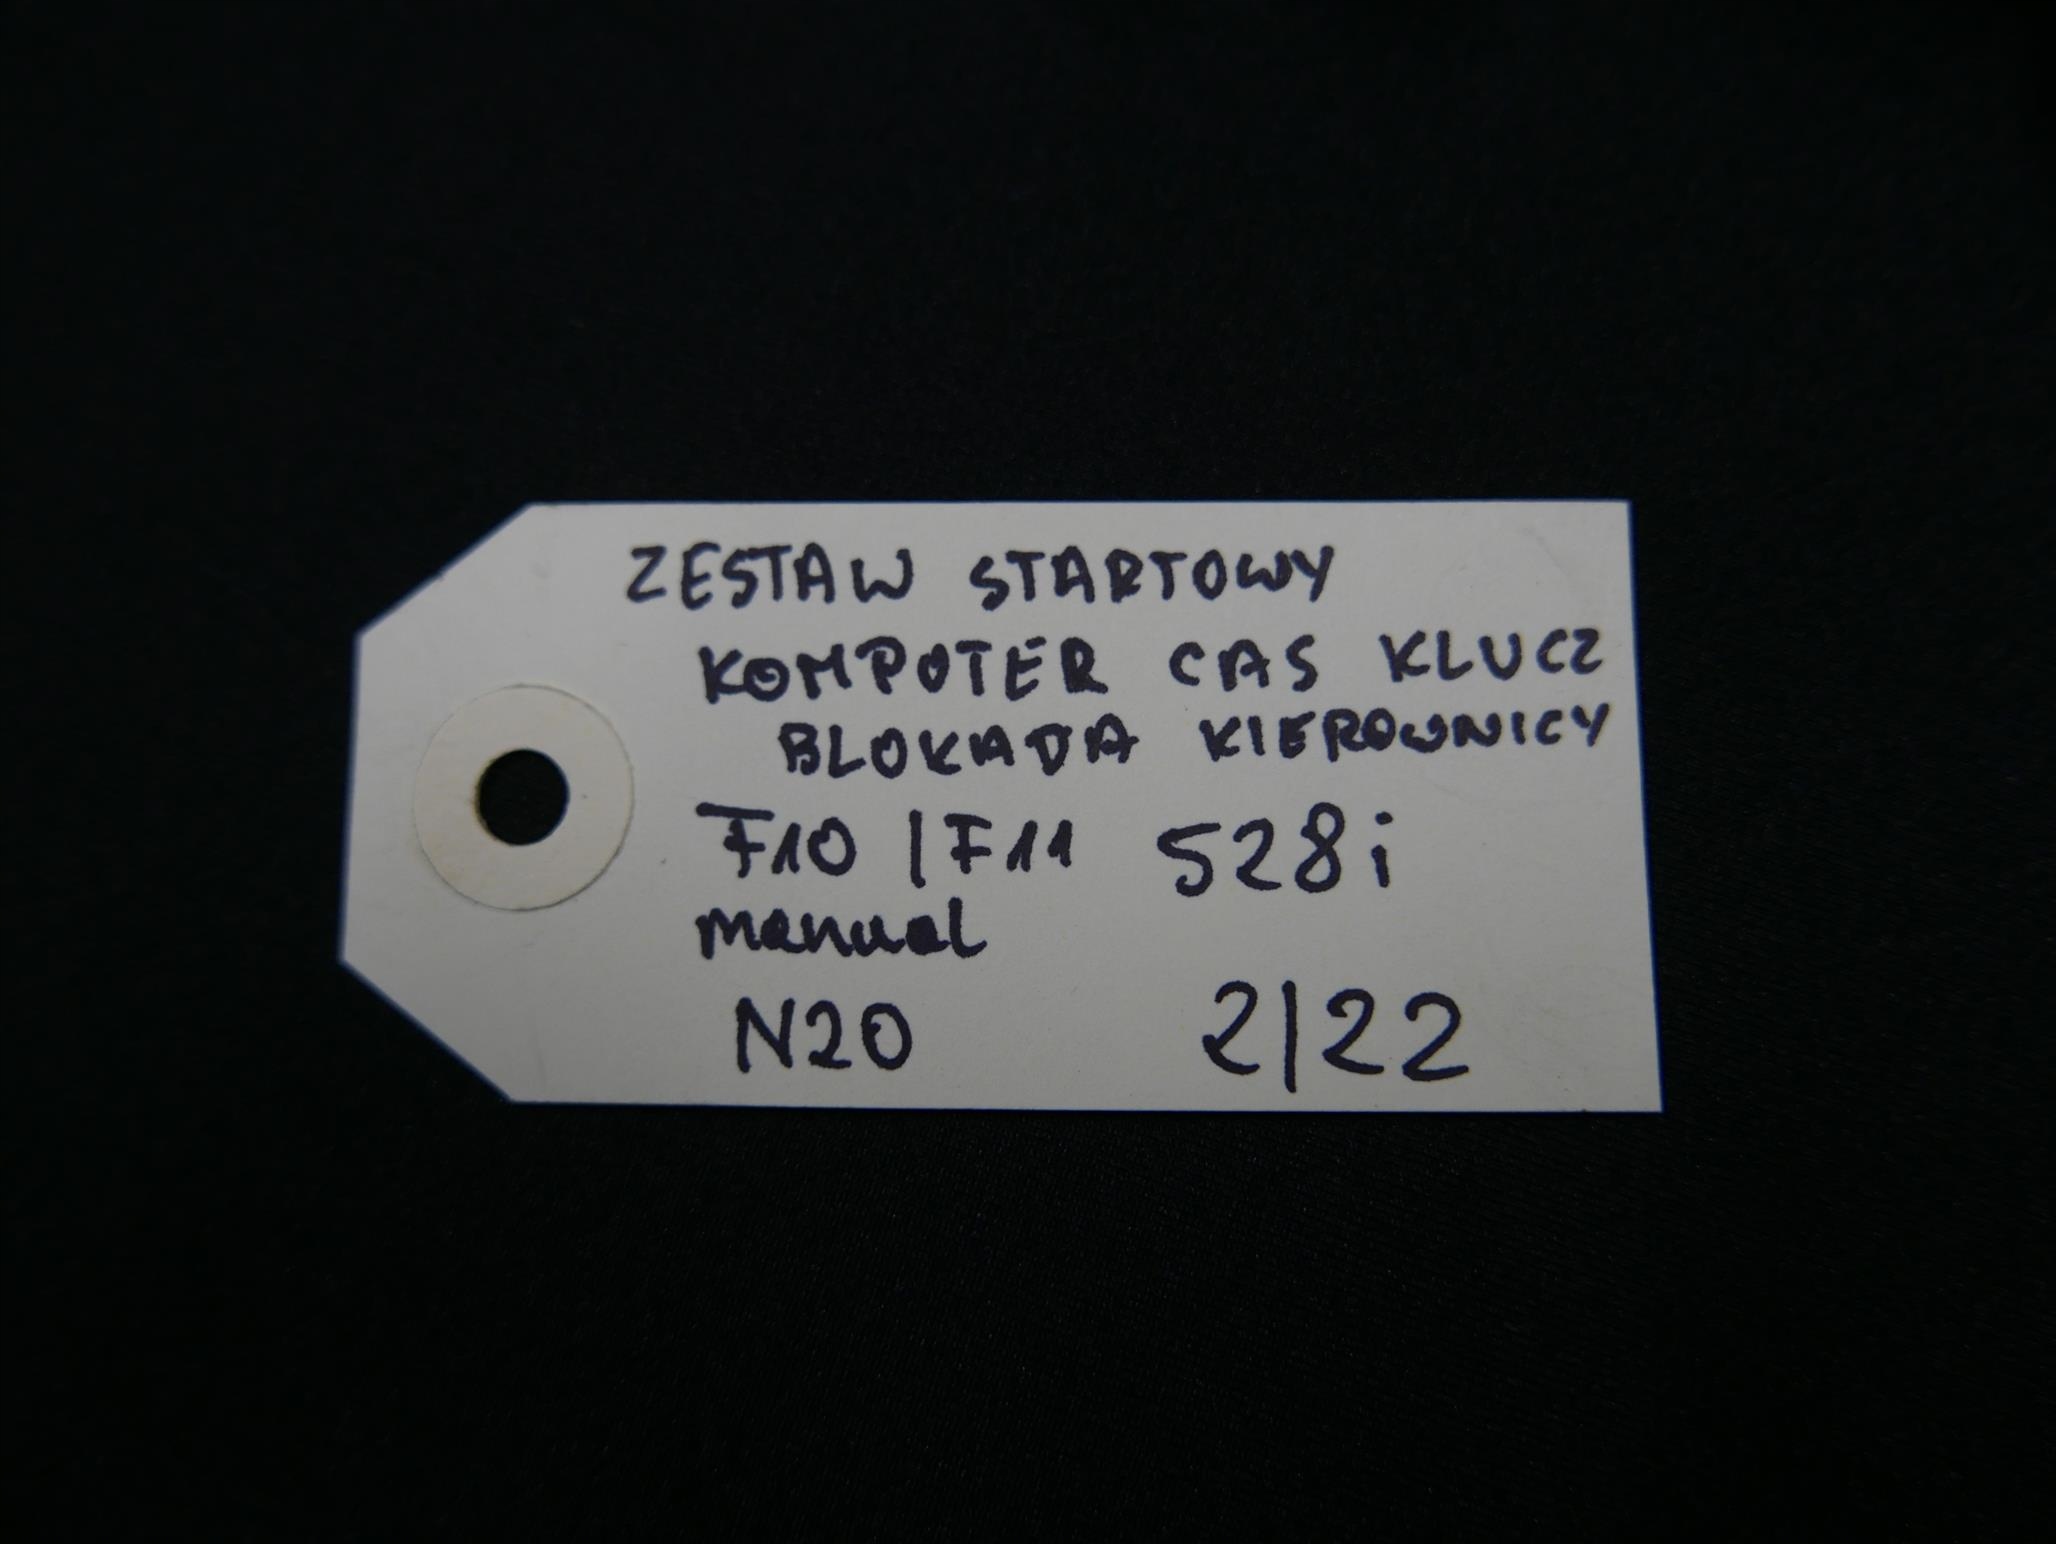 ZESTAW STARTOWY
KOMPOTER CAS KLUCZ
BLOKADA KIEROWNICY
F10 / F11 528i
manual
N20 2/22